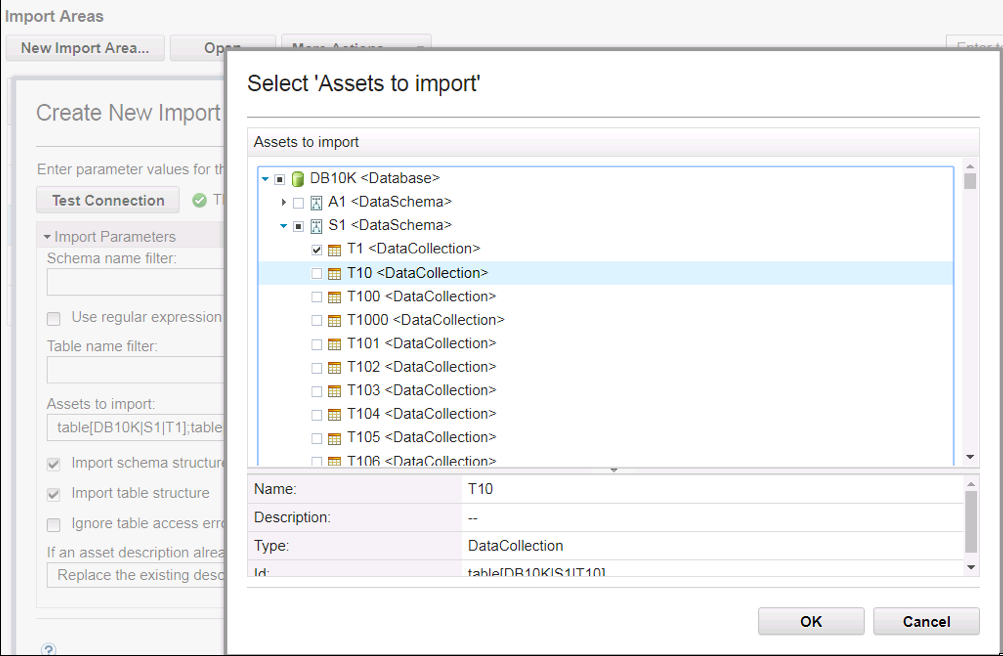 Import Areas
New Import Area...
Open
More Actions
Enter
Create New Import
Enter parameter values for th
Test Connection
Import Parameters
Schema name filter:
Use regular expression
Table name filter:
Assets to import:
table[DB10K|S1|T1];table
Import schema structure
Import table structure
Ignore table access erro
If an asset description alrea
Replace the existing desc
Select 'Assets to import'
Assets to import
DB10K <Database>
A1 <DataSchema>
S1 <DataSchema>
T1 <DataCollection>
T10 <DataCollection>
T100 <DataCollection>
T1000 <DataCollection>
T101 <DataCollection>
T102 <DataCollection>
T103 <DataCollection>
T104 <DataCollection>
T105 <DataCollection>
T106 <DataCollection>
Name: T10
Description: --
Type: DataCollection
Id: table[DB10K|S1|T10]
OK Cancel